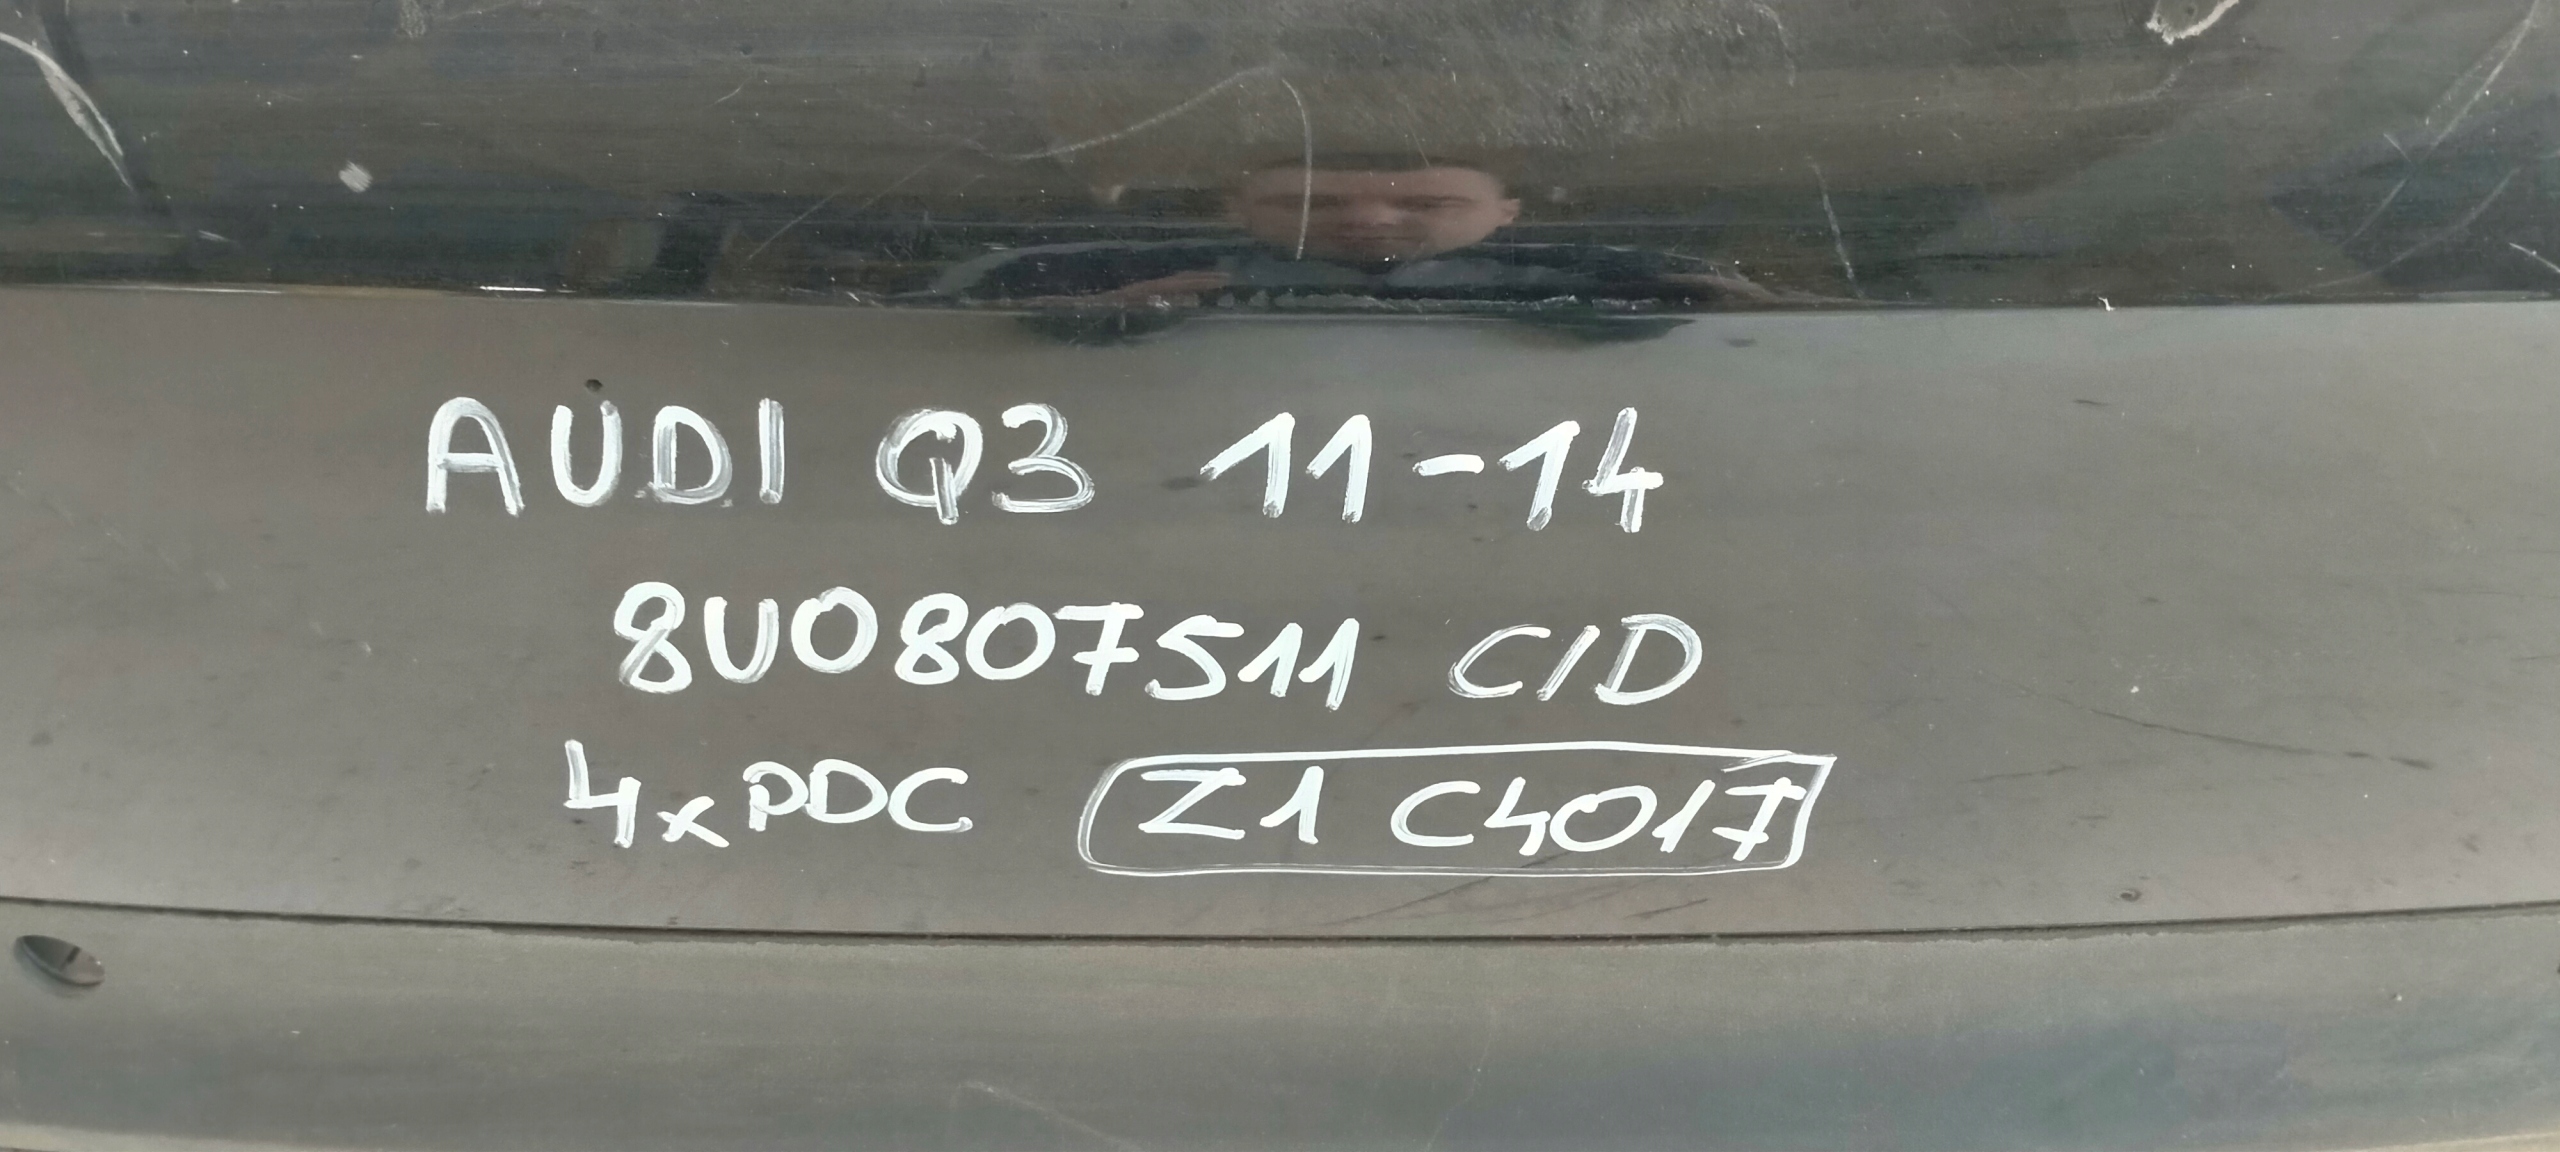 AUDI Q3 11-14
8U0807511 C/D
4xPDC Z1 C4017